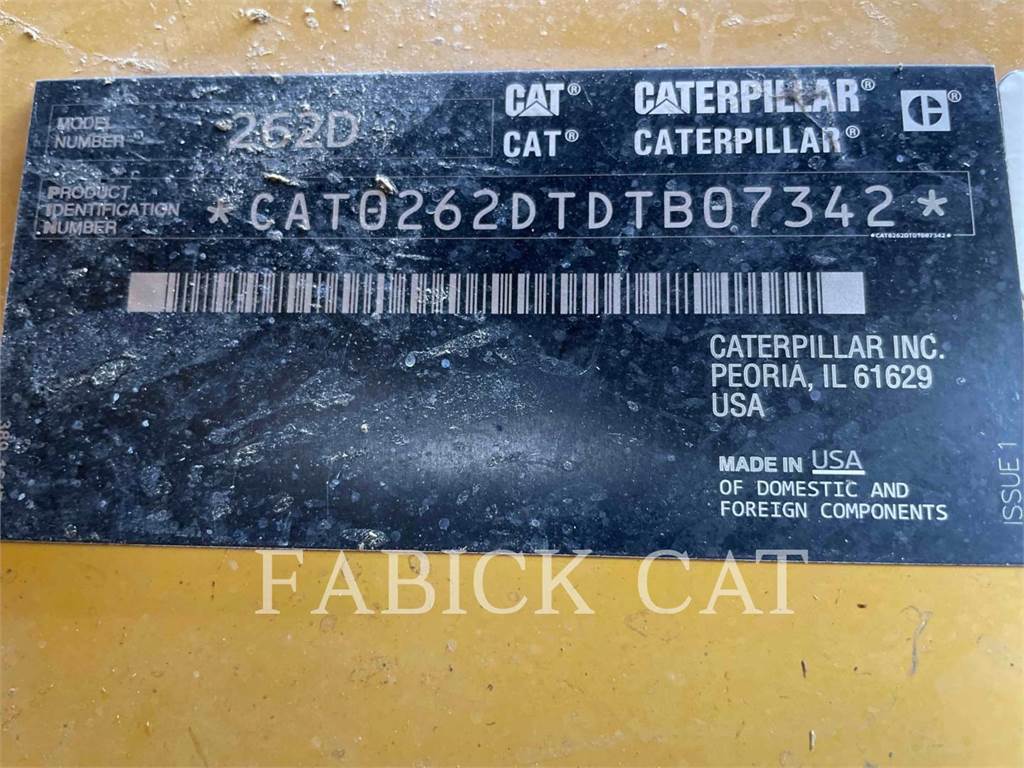 MODEL
NUMBER
262D
CAT® CATERPILLAR®
CAT® CATERPILLAR®
PRODUCT
IDENTIFICATION
NUMBER
*CAT0262DTDTB07342*
*CAT0262DTDTB07342*
CATERPILLAR INC.
PEORIA, IL 61629
USA
MADE IN USA
OF DOMESTIC AND
FOREIGN COMPONENTS
ISSUE 1
FABICK CAT